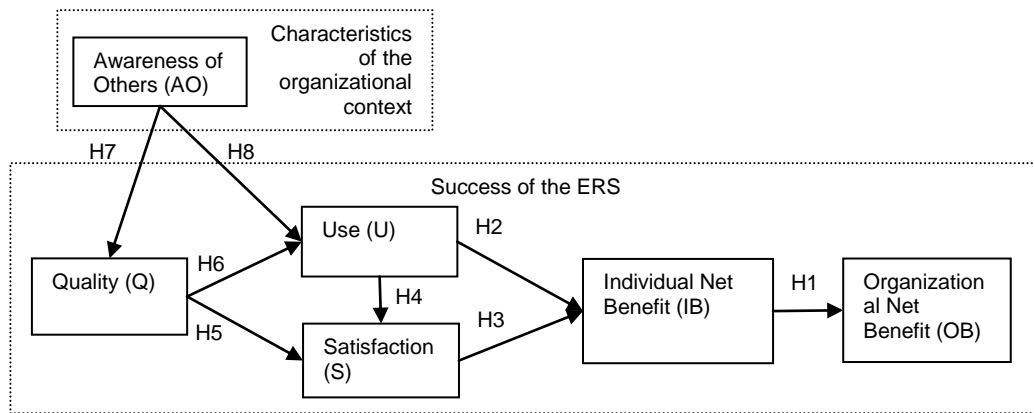 Awareness of
Others (AO)
Characteristics
of the
organizational
context
H7
H8
Success of the ERS
Quality (Q)
H6
H5
Use (U)
H4
Satisfaction
(S)
H2
H3
Individual Net
Benefit (IB)
H1
Organization
al Net
Benefit (OB)